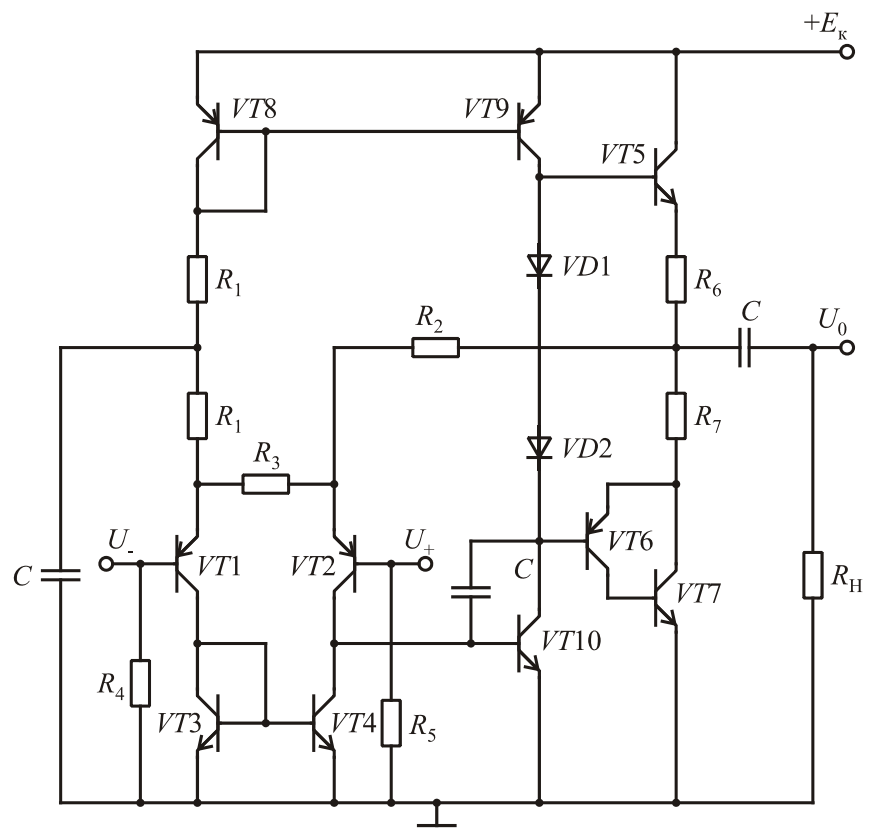 +Eк
VT8
VT9
VT5
R1
VD1
R6
R2
C
U0
R1
R7
R3
VD2
U-
VT1
VT2
U+
C
VT6
C
VT7
RН
VT10
R4
VT3
VT4
R5